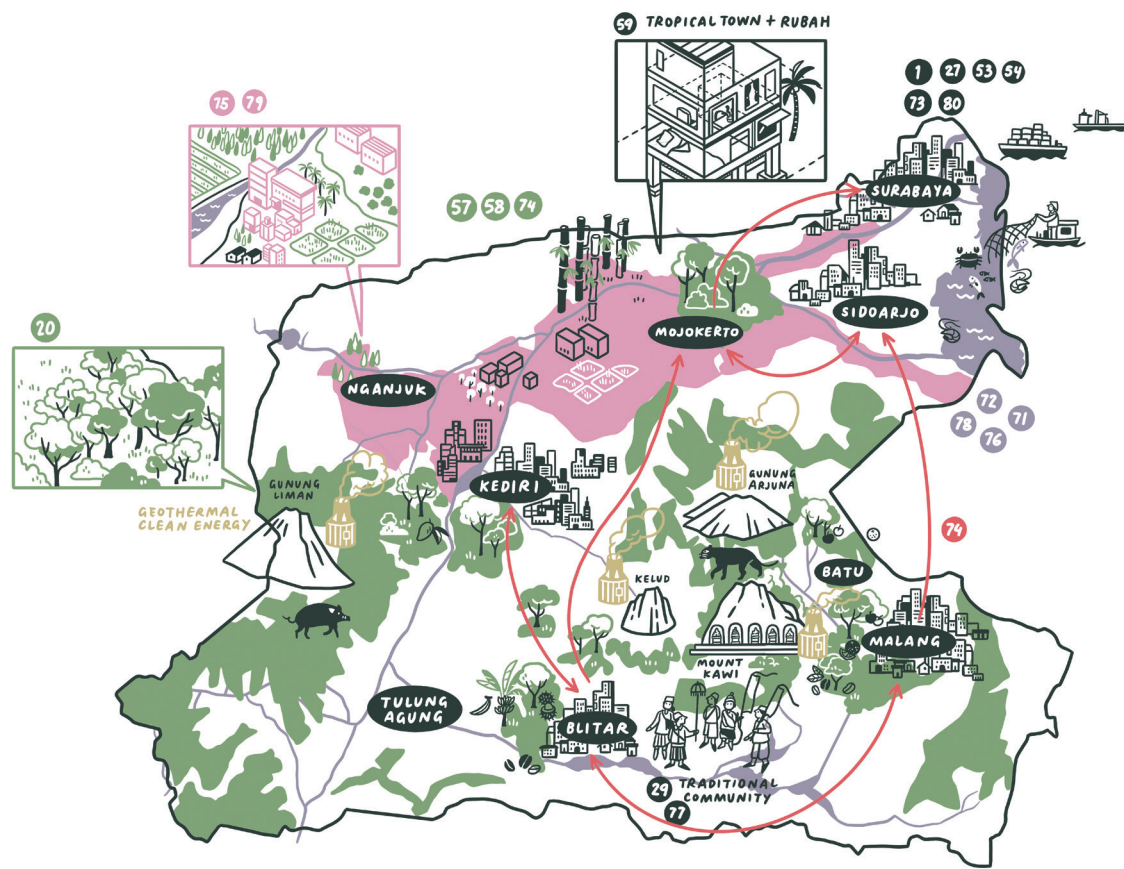 59 TROPICAL TOWN + RUBAH
1 27 53 54
73 80
75 79
SURABAYA
57 58 74
SIDOARJO
MOJOKERTO
20
NGANJUK
72 71
78 76
GUNUNG
LIMAN
GUNUNG
ARJUNA
KEDIRI
GEOTHERMAL
CLEAN ENERGY
74
KELUD
BATU
MALANG
MOUNT
KAWI
TULUNG
AGUNG
BLITAR
29 TRADITIONAL
COMMUNITY
77